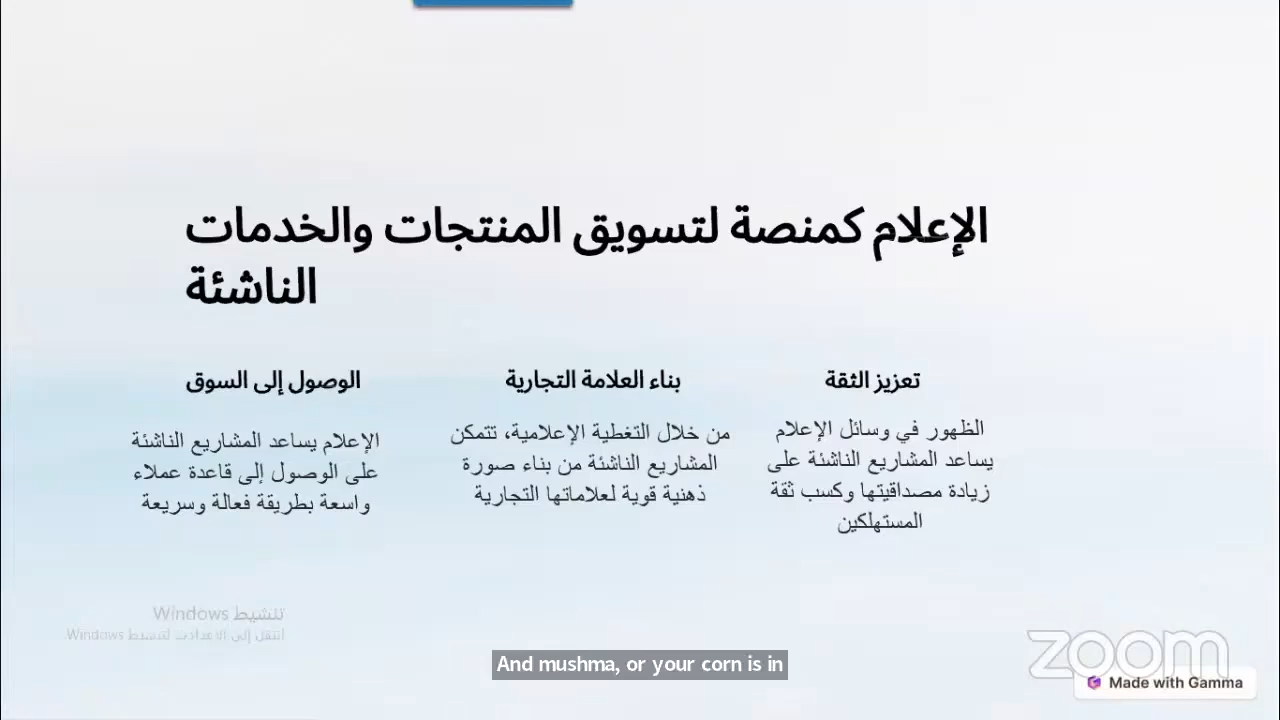 الإعلام كمنصة لتسويق المنتجات والخدمات
الناشئة
تعزيز الثقة
الظهور في وسائل الإعلام
يساعد المشاريع الناشئة على
زيادة مصداقيتها وكسب ثقة
المستهلكين
بناء العلامة التجارية
من خلال التغطية الإعلامية، تتمكن
المشاريع الناشئة من بناء صورة
ذهنية قوية لعلاماتها التجارية
الوصول إلى السوق
الإعلام يساعد المشاريع الناشئة
على الوصول إلى قاعدة عملاء
واسعة بطريقة فعالة وسريعة
تنشيط Windows
انتقل إلى الإعدادات لتنشيط Windows
And mushma, or your corn is in
zoom
Made with Gamma